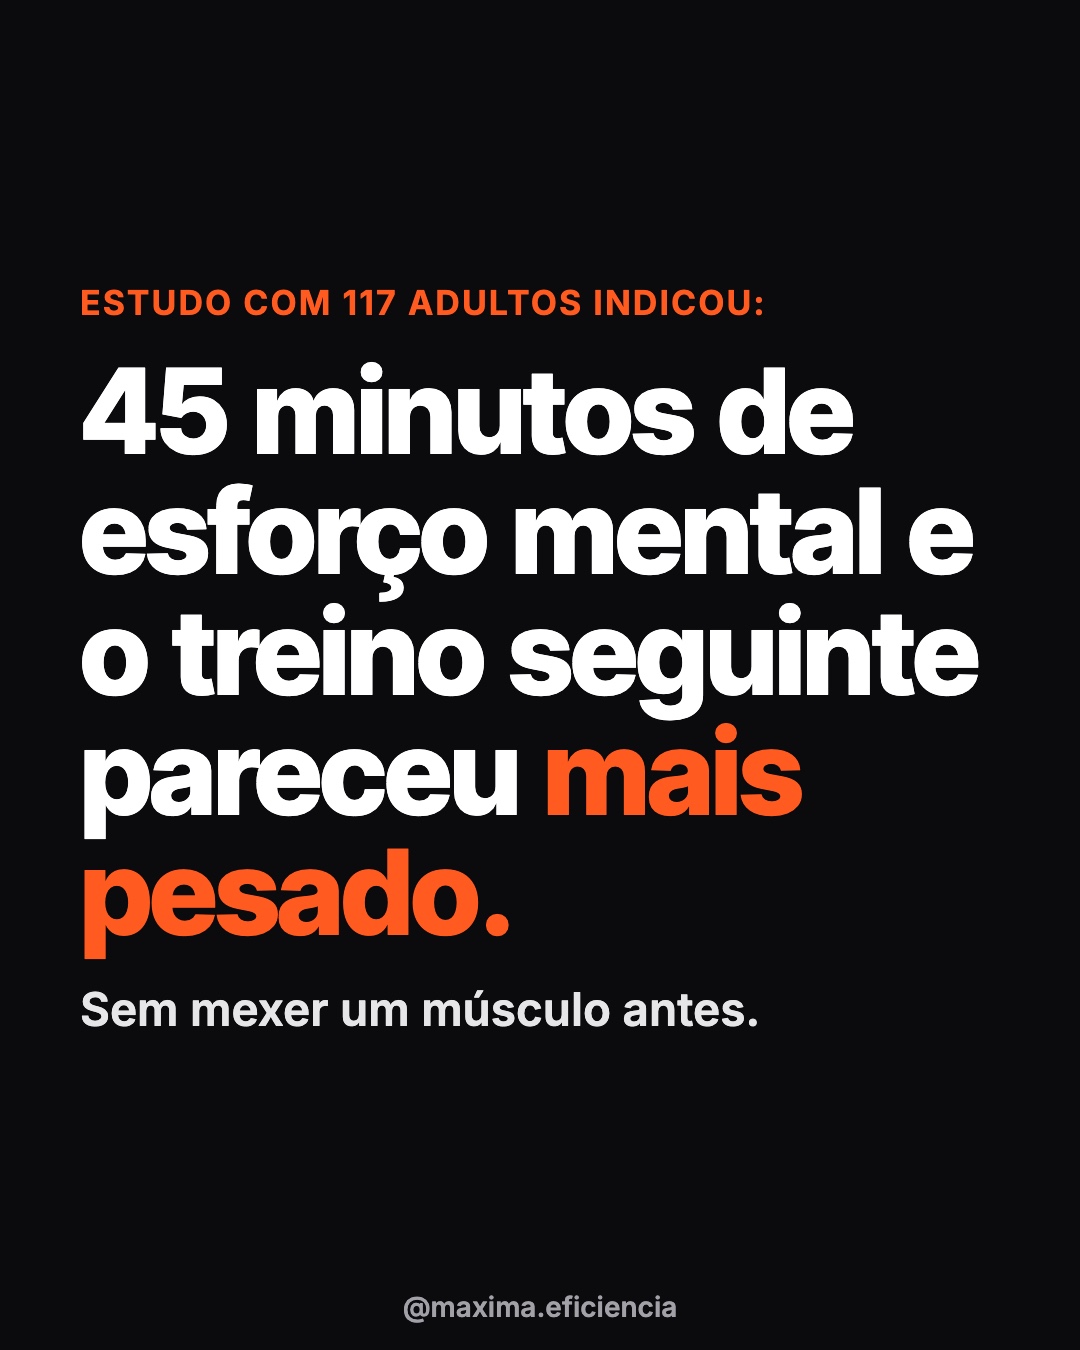 ESTUDO COM 117 ADULTOS INDICOU:
45 minutos de
esforço mental e
o treino seguinte
pareceu mais
pesado.
Sem mexer um músculo antes.
@maxima.eficiencia